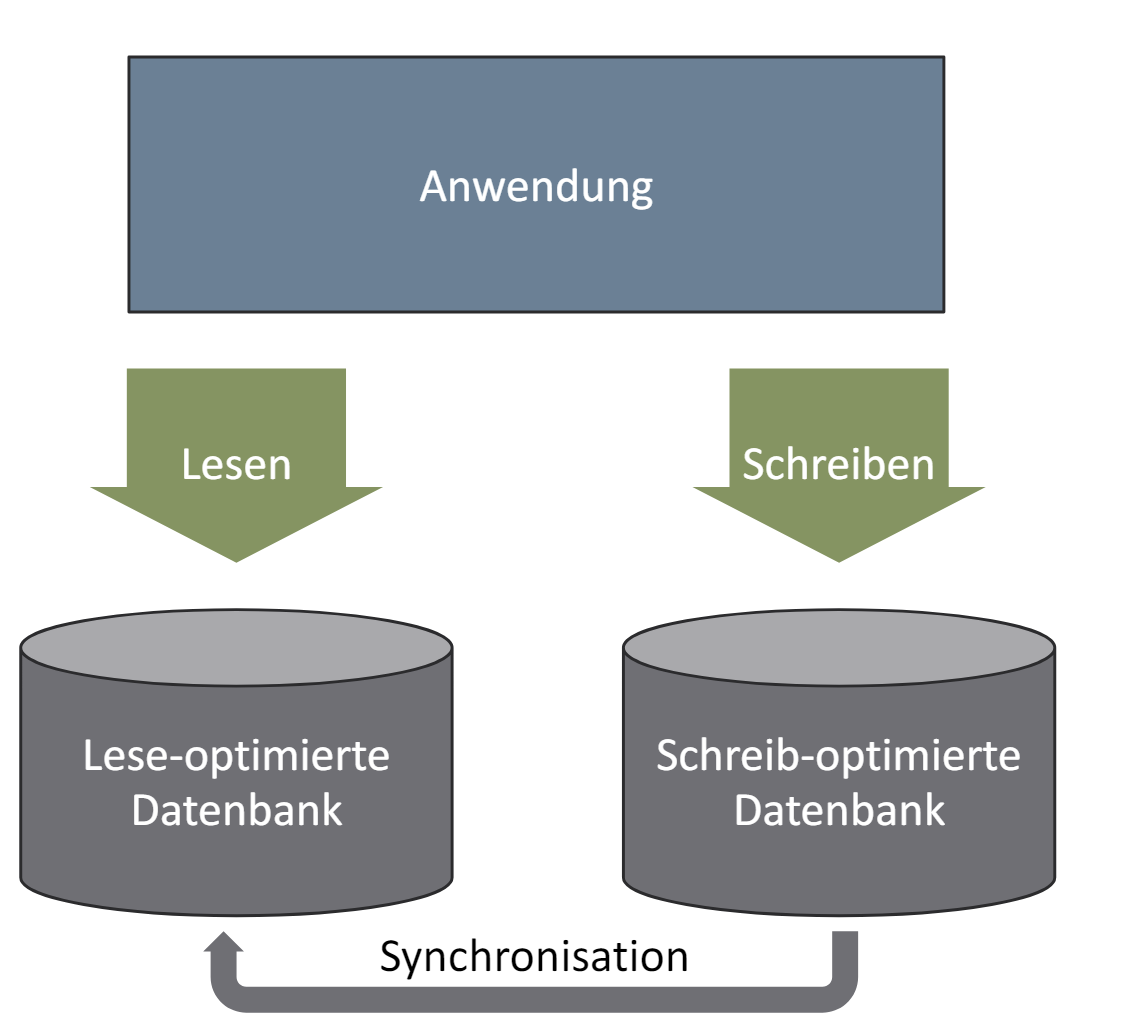 Anwendung
Lesen
Schreiben
Lese-optimierte
Datenbank
Schreib-optimierte
Datenbank
Synchronisation